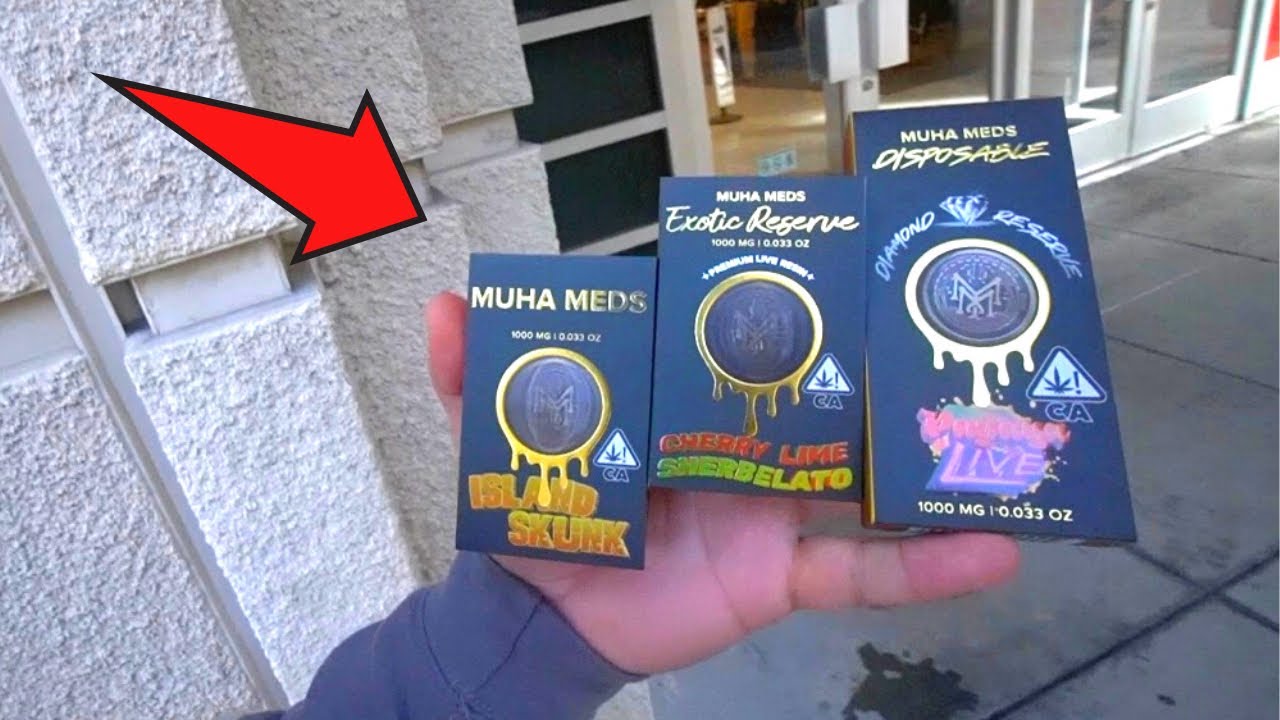 MUHA MEDS
1000 MG | 0.033 OZ
CA
ISLAND
SKUNK
MUHA MEDS
Exotic Reserve
1000 MG | 0.033 OZ
+ PREMIUM LIVE RESIN +
CA
CHERRY LIME
SHERBELATO
MUHA MEDS
DISPOSABLE
DIAMOND RESERVE
CA
LIVE
1000 MG | 0.033 OZ